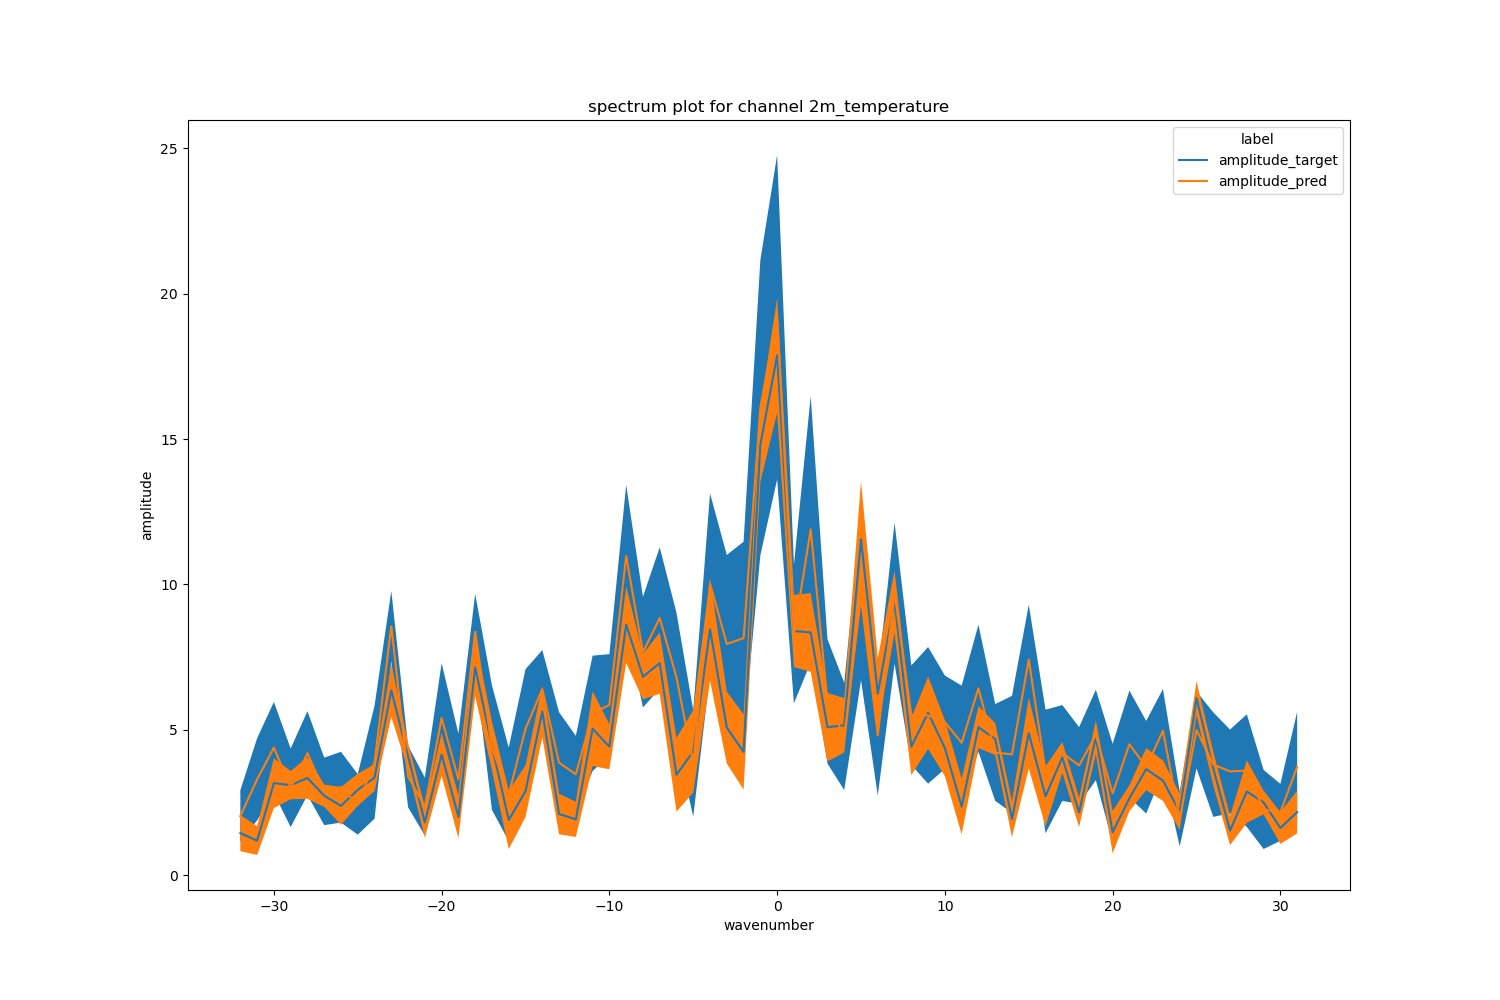 spectrum plot for channel 2m_temperature
label
amplitude_target
amplitude_pred
25
20
15
10
5
0
amplitude
−30 −20 −10 0 10 20 30
wavenumber